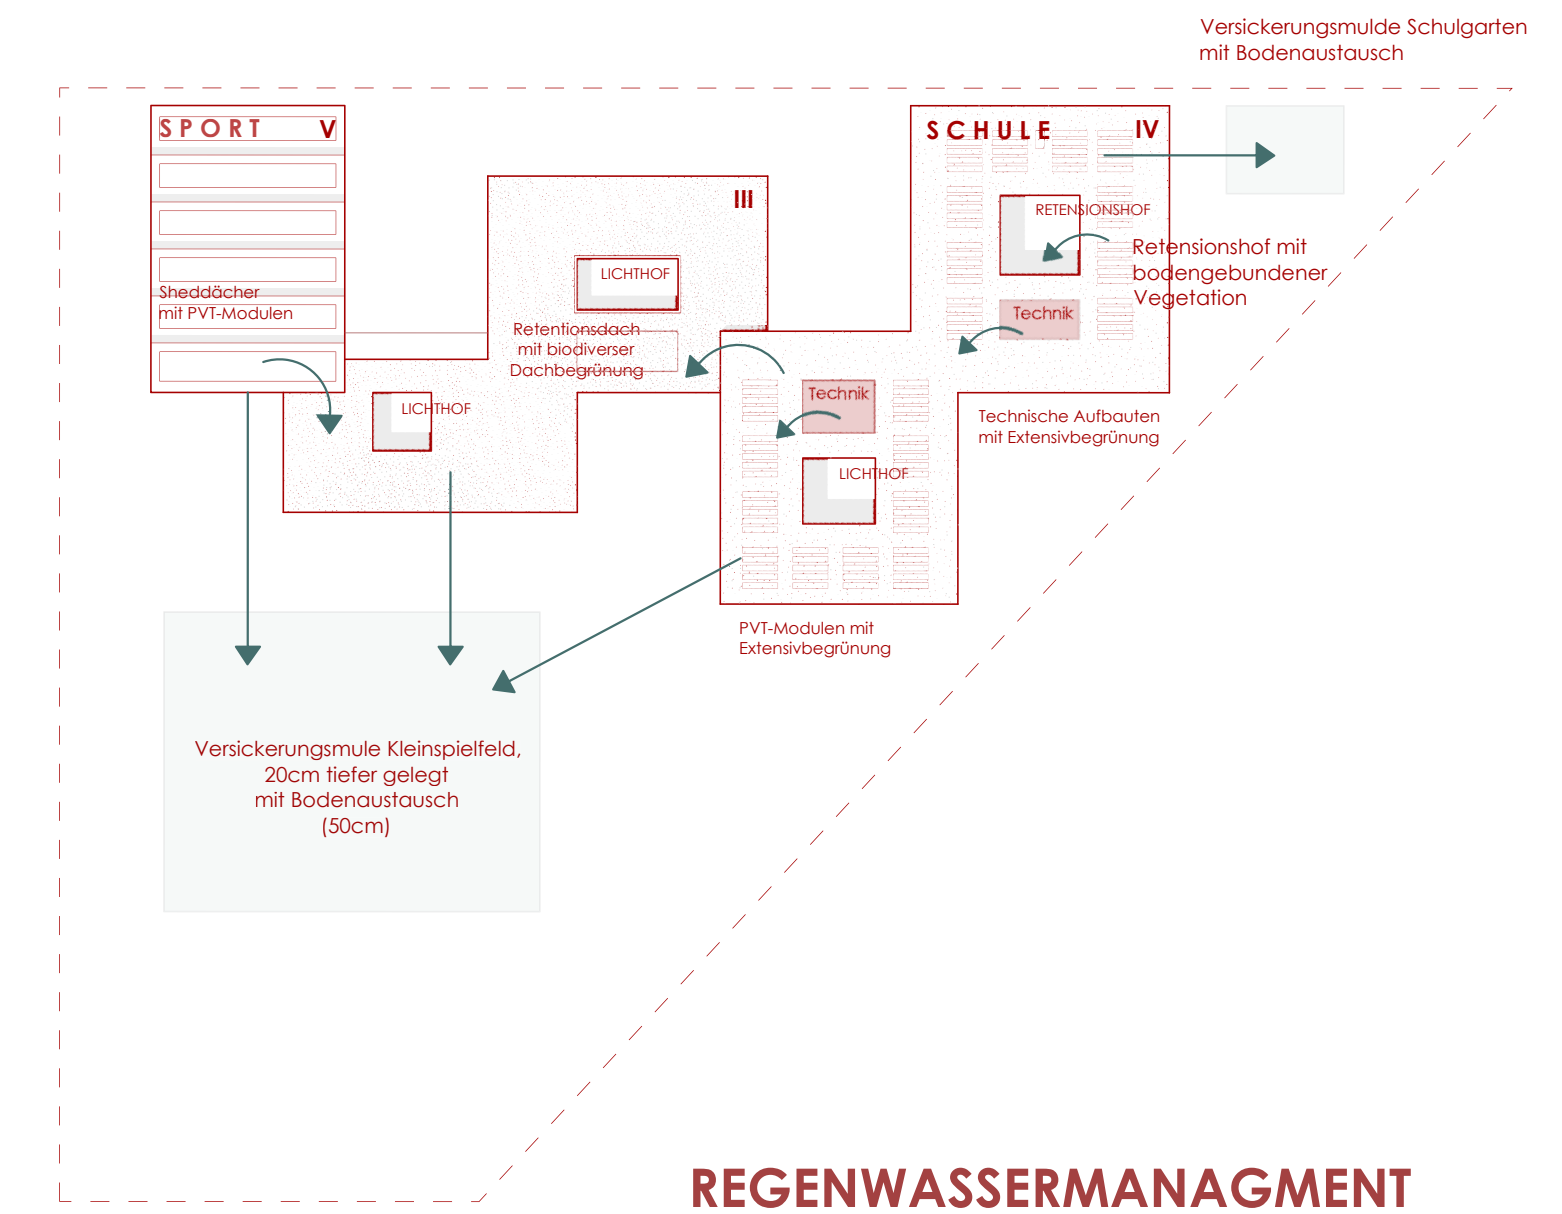 Versickerungsmulde Schulgarten
mit Bodenaustausch
SPORT V
SCHULE IV
III
RETENSIONSHOF
Retensionshof mit
bodengebundener
Vegetation
LICHTHOF
Sheddächer
mit PVT-Modulen
Technik
Retentionsdach
mit biodiverser
Dachbegrünung
Technik
LICHTHOF
Technische Aufbauten
mit Extensivbegrünung
LICHTHOF
PVT-Modulen mit
Extensivbegrünung
Versickerungsmule Kleinspielfeld,
20cm tiefer gelegt
mit Bodenaustausch
(50cm)
REGENWASSERMANAGMENT